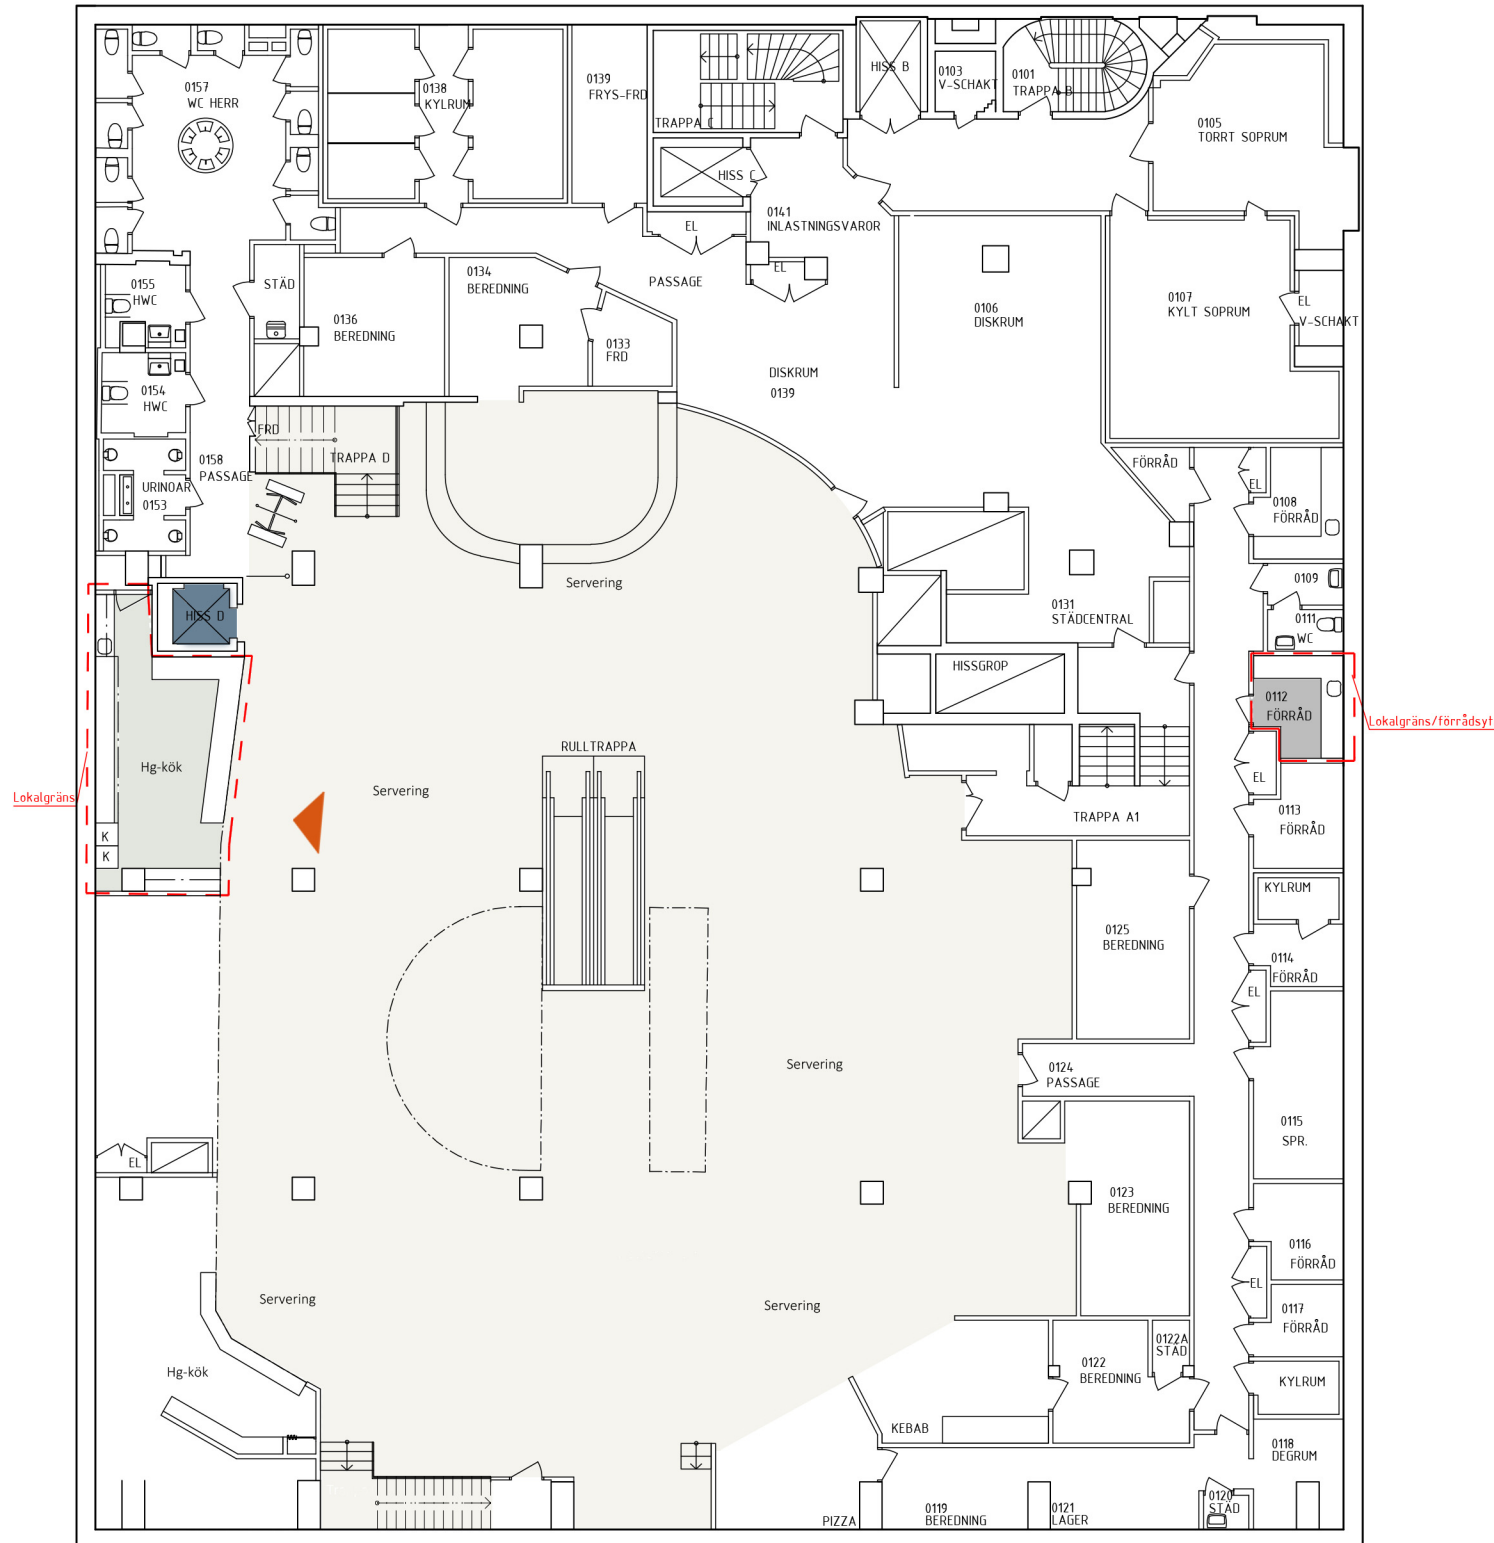 0157
WC HERR
0138
KYLRUM
0139
FRYS-FRD
TRAPPA C
HISS B
0103
V-SCHAKT
0101
TRAPPA B
0105
TORRT SOPRUM
HISS C
0141
INLASTNINGSVAROR
EL
EL
PASSAGE
STÄD
0155
HWC
0136
BEREDNING
0134
BEREDNING
0133
FRD
0106
DISKRUM
0107
KYLT SOPRUM
EL
V-SCHAKT
DISKRUM
0139
0154
HWC
FRD
TRAPPA D
0158
PASSAGE
URINOAR
0153
FÖRRÅD
EL
0108
FÖRRÅD
Servering
HISS D
0109
0131
STÄDCENTRAL
0111
WC
HISSGROP
0112
FÖRRÅD
Lokalgräns/förrådsyt
RULLTRAPPA
Hg-kök
Servering
Lokalgräns
EL
TRAPPA A1
0113
FÖRRÅD
K
K
KYLRUM
0125
BEREDNING
0114
FÖRRÅD
EL
Servering
0124
PASSAGE
0115
SPR.
EL
0123
BEREDNING
0116
FÖRRÅD
EL
Servering
Servering
0117
FÖRRÅD
0122A
STÄD
0122
BEREDNING
Hg-kök
KYLRUM
KEBAB
0118
DEGRUM
0120
STÄD
PIZZA
0119
BEREDNING
0121
LAGER